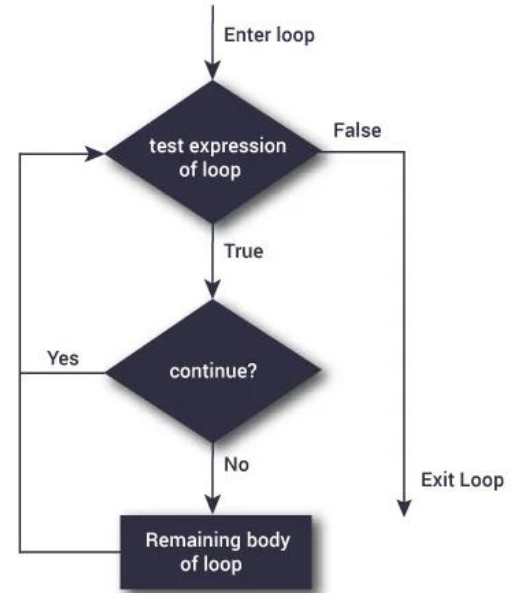 Enter loop
test expression
of loop
False
True
Yes
continue?
No
Exit Loop
Remaining body
of loop